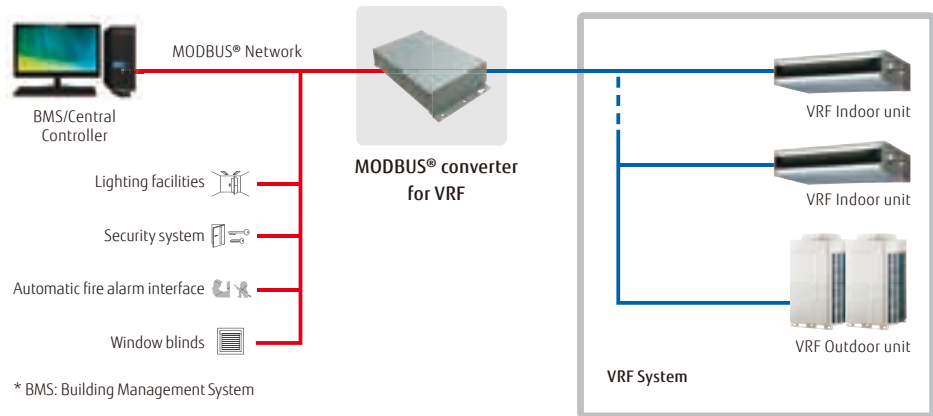 MODBUS® Network
BMS/Central
Controller
MODBUS® converter
for VRF
Lighting facilities
Security system
Automatic fire alarm interface
Window blinds
* BMS: Building Management System
VRF Indoor unit
VRF Indoor unit
VRF Outdoor unit
VRF System